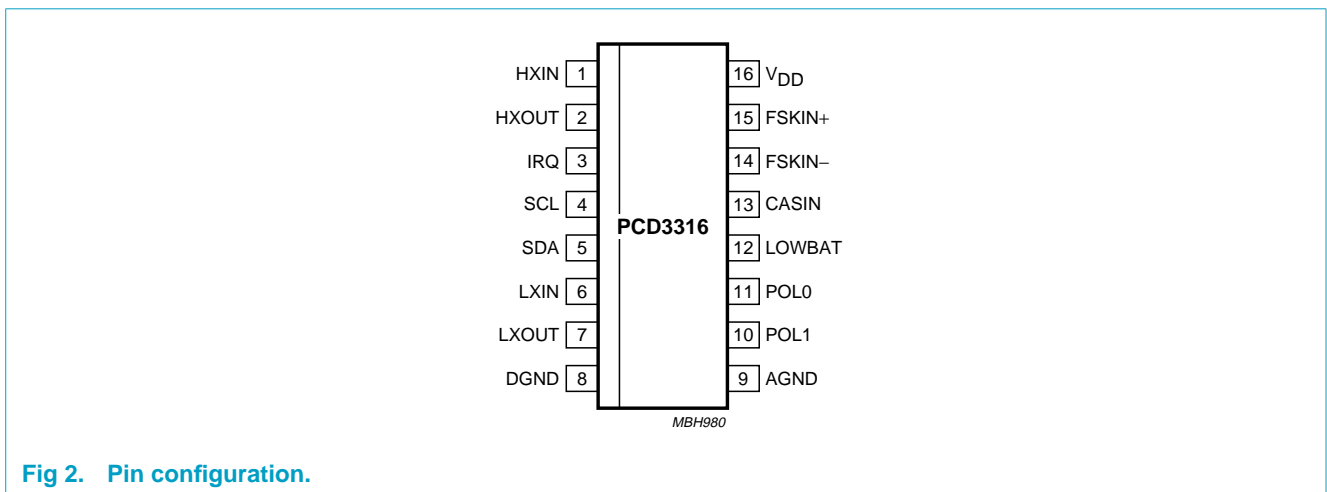 HXIN 1 16 VDD
HXOUT 2 15 FSKIN+
IRQ 3 14 FSKIN−
SCL 4 13 CASIN
PCD3316
SDA 5 12 LOWBAT
LXIN 6 11 POL0
LXOUT 7 10 POL1
DGND 8 9 AGND
MBH980
Fig 2. Pin configuration.